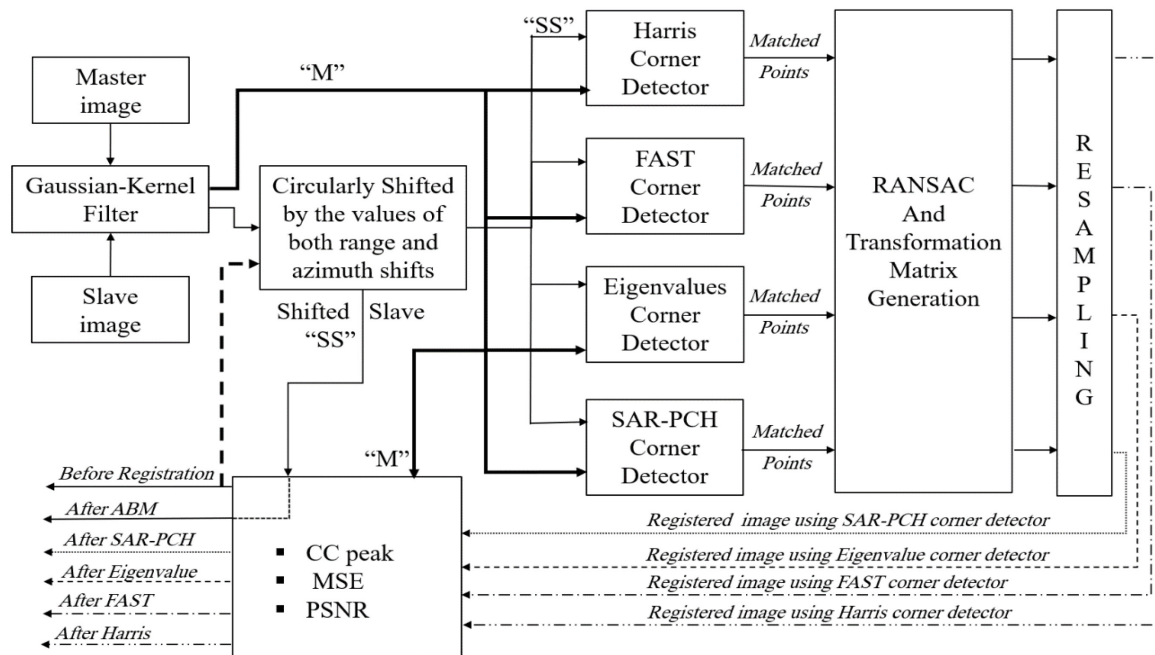 Master
image
Gaussian-Kernel
Filter
Slave
image
“M”
Circularly Shifted
by the values of
both range and
azimuth shifts
Shifted Slave
“SS”
“SS”
Harris
Corner
Detector
FAST
Corner
Detector
Eigenvalues
Corner
Detector
SAR-PCH
Corner
Detector
“M”
Matched
Points
Matched
Points
Matched
Points
Matched
Points
RANSAC
And
Transformation
Matrix
Generation
R
E
S
A
M
P
L
I
N
G
Before Registration
After ABM
After SAR-PCH
After Eigenvalue
After FAST
After Harris
▪ CC peak
▪ MSE
▪ PSNR
Registered image using SAR-PCH corner detector
Registered image using Eigenvalue corner detector
Registered image using FAST corner detector
Registered image using Harris corner detector